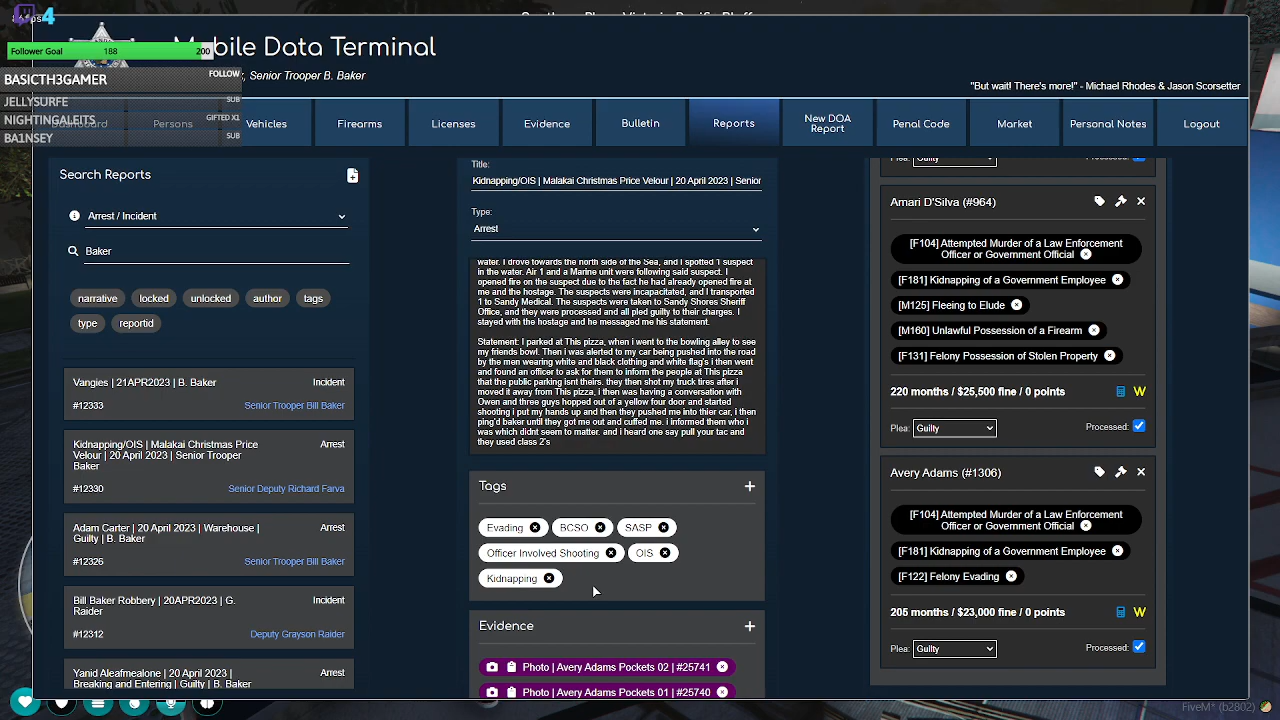 4
Mobile Data Terminal
Follower Goal 188 200
Senior Trooper B. Baker
BASICTH3GAMER FOLLOW
"But wait! There's more!" - Michael Rhodes & Jason Scorsetter
JELLYSURFE SUB
NIGHTINGALEITS GIFTED X1
BA1NSEY SUB
Dashboard Persons Vehicles Firearms Licenses Evidence Bulletin Reports New DOA Report Penal Code Market Personal Notes Logout
Search Reports
Arrest / Incident
Baker
narrative locked unlocked author tags
type reportid
Vangies | 21APR2023 | B. Baker Incident
#12333 Senior Trooper Bill Baker
Kidnapping/OIS | Malakai Christmas Price Arrest
Velour | 20 April 2023 | Senior Trooper
Baker
#12330 Senior Deputy Richard Farva
Adam Carter | 20 April 2023 | Warehouse | Arrest
Guilty | B. Baker
#12326 Senior Trooper Bill Baker
Bill Baker Robbery | 20APR2023 | G. Incident
Raider
#12312 Deputy Grayson Raider
Yanid Aleafmealone | 20 April 2023 | Arrest
Breaking and Entering | Guilty | B. Baker
Title:
Kidnapping/OIS | Malakai Christmas Price Velour | 20 April 2023 | Senior
Type:
Arrest
water. I drove towards the north side of the Sea, and I spotted 1 suspect
in the water. Air 1 and a Marine unit were following said suspect. I
opened fire on the suspect due to the fact he had already opened fire at
me and the hostage. The suspects were incapacitated, and I transported
1 to Sandy Medical. The suspects were taken to Sandy Shores Sheriff
Office, and they were processed and all pled guilty to their charges. I
stayed with the hostage and he messaged me his statement.
Statement: I parked at This pizza, when i went to the bowling alley to see
my friends bowl. Then i was alerted to my car being pushed into the road
by the men wearing white and black clothing and white flag's i then went
and found an officer to ask for them to inform the people at This pizza
that the public parking isnt theirs. they then shot my truck tires after i
moved it away from This pizza, i then was having a conversation with
Owen and three guys hopped out of a yellow four door and started
shooting i put my hands up and then they pushed me into thier car, i then
ping'd baker until they got me out and cuffed me. i informed them who i
was which didnt seem to matter. and i heard one say pull your tac and
they used class 2's
Tags
Evading BCSO SASP
Officer Involved Shooting OIS
Kidnapping
Evidence
Photo | Avery Adams Pockets 02 | #25741
Photo | Avery Adams Pockets 01 | #25740
Plea: Guilty Processed:
Amari D'Silva (#964)
[F104] Attempted Murder of a Law Enforcement
Officer or Government Official
[F181] Kidnapping of a Government Employee
[M125] Fleeing to Elude
[M160] Unlawful Possession of a Firearm
[F131] Felony Possession of Stolen Property
220 months / $25,500 fine / 0 points W
Plea: Guilty Processed:
Avery Adams (#1306)
[F104] Attempted Murder of a Law Enforcement
Officer or Government Official
[F181] Kidnapping of a Government Employee
[F122] Felony Evading
205 months / $23,000 fine / 0 points W
Plea: Guilty Processed:
FiveM* (b2802)